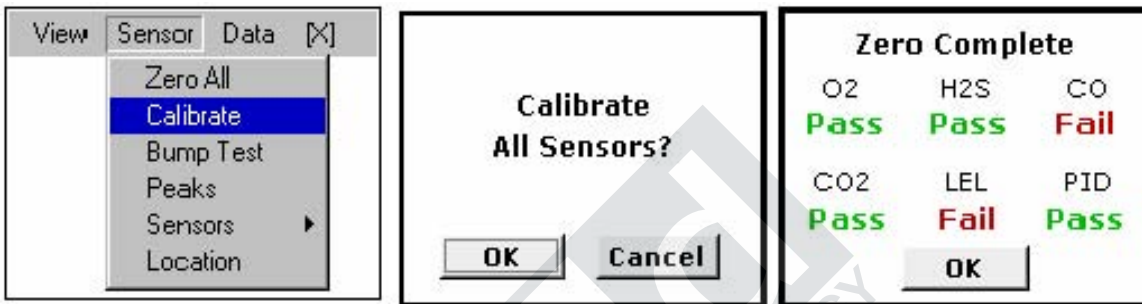 View Sensor Data [X]
Zero All
Calibrate
Bump Test
Peaks
Sensors
Location
Calibrate
All Sensors?
OK Cancel
Zero Complete
O2 H2S CO
Pass Pass Fail
CO2 LEL PID
Pass Fail Pass
OK